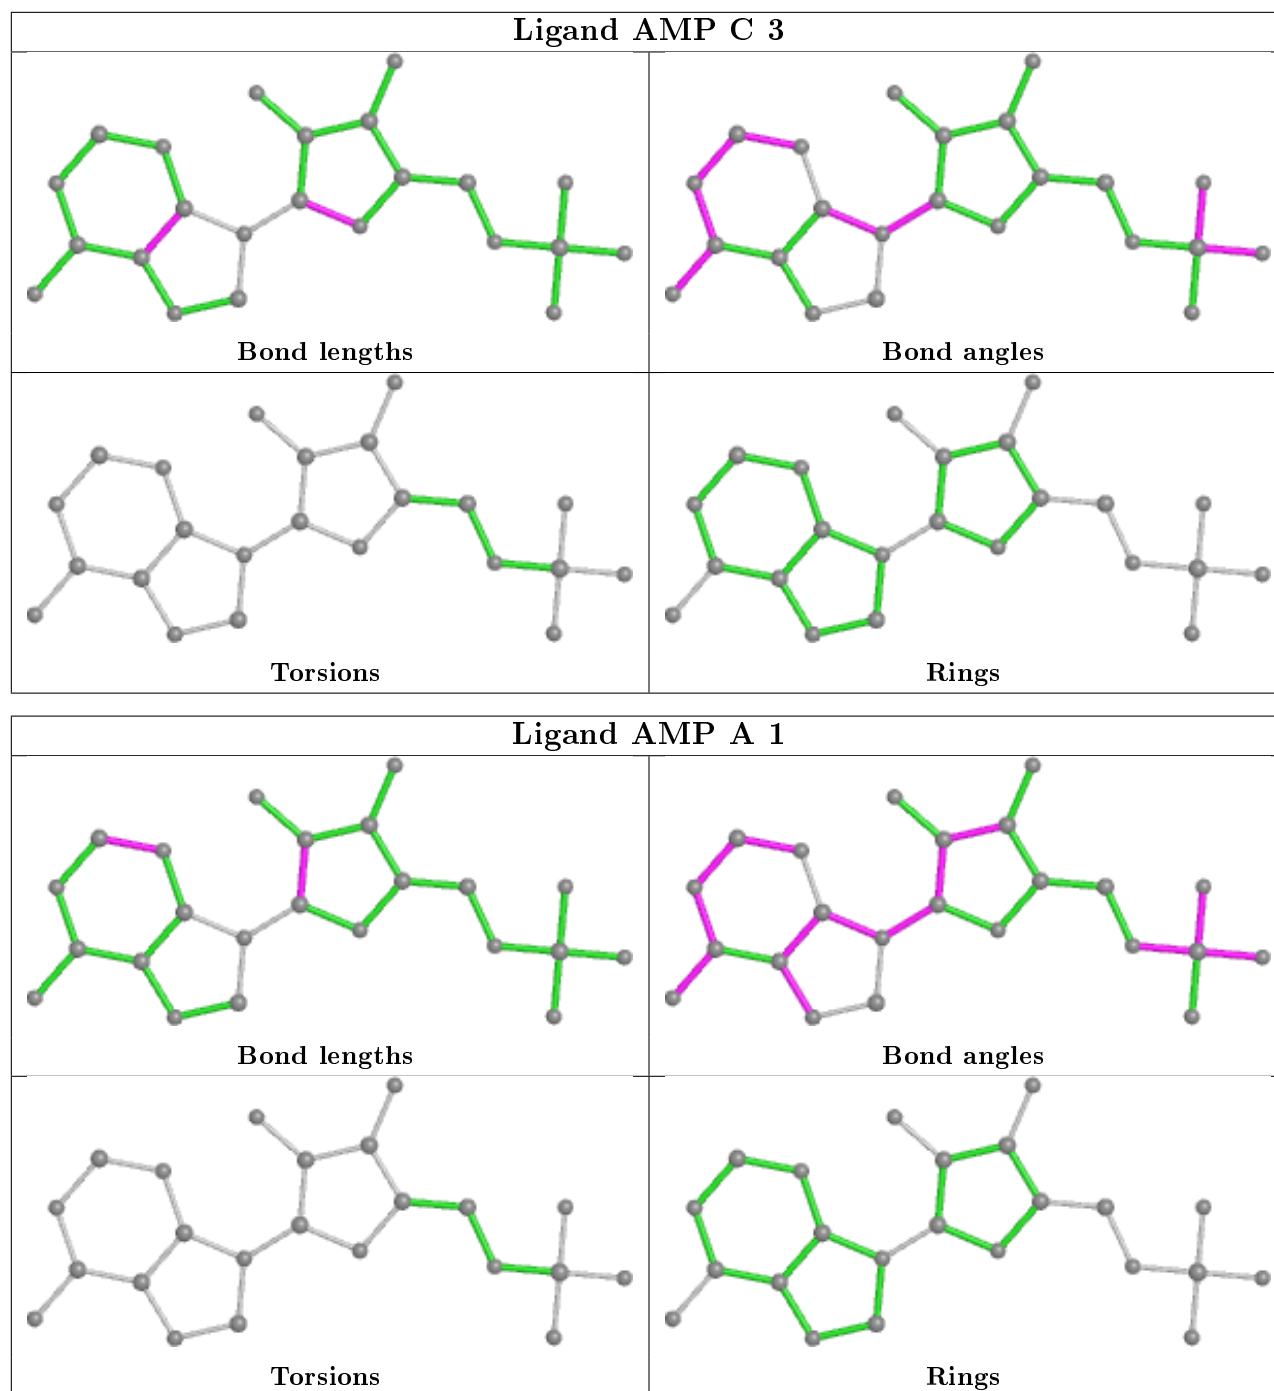 Ligand AMP C 3
Bond lengths
Bond angles
Torsions
Rings
Ligand AMP A 1
Bond lengths
Bond angles
Torsions
Rings